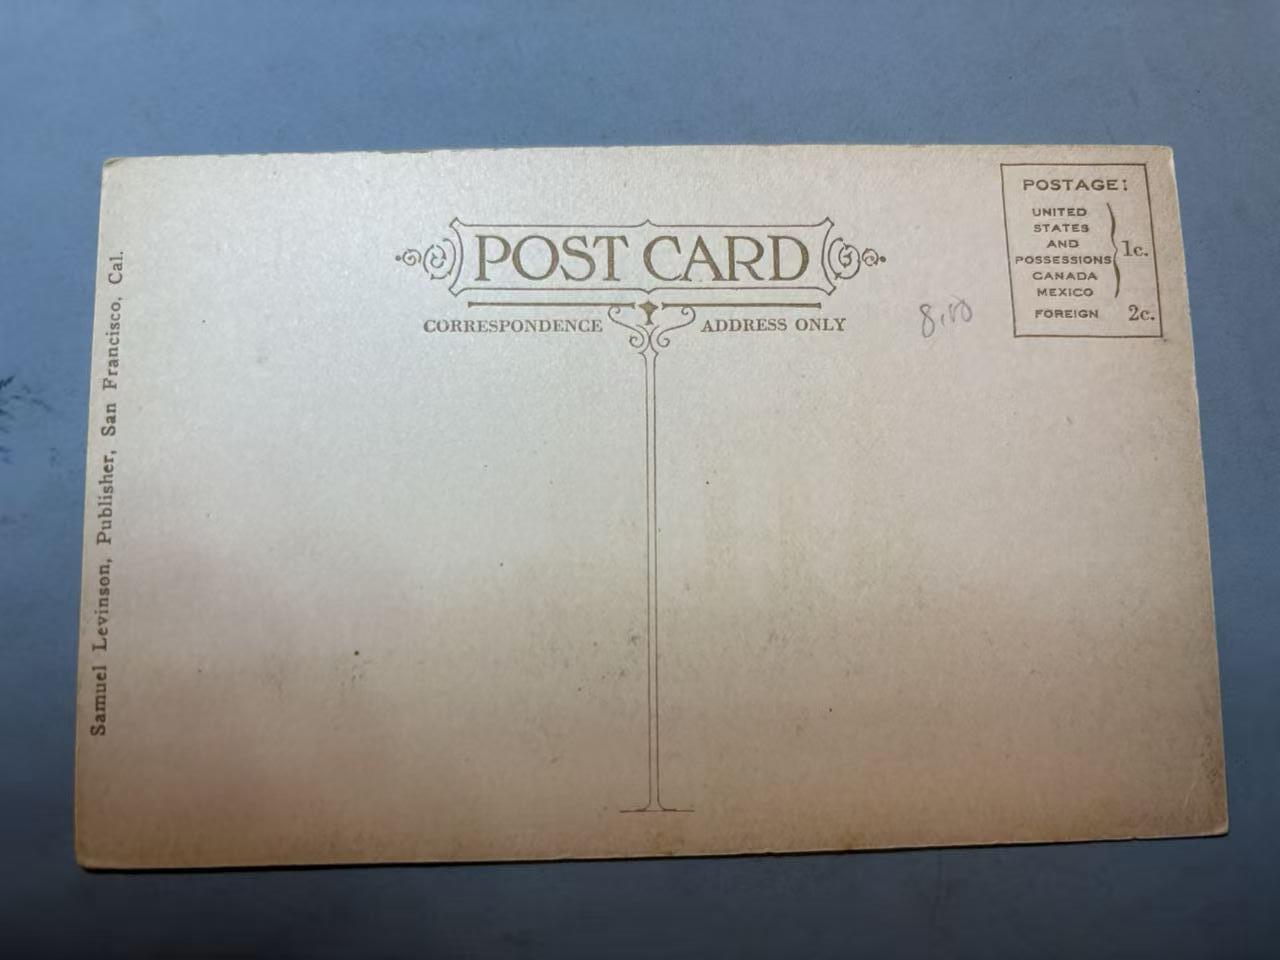 POST CARD
CORRESPONDENCE
ADDRESS ONLY
POSTAGE:
UNITED
STATES
AND
POSSESSIONS
CANADA
MEXICO
1c.
FOREIGN 2c.
8.00
Samuel Levinson, Publisher, San Francisco, Cal.